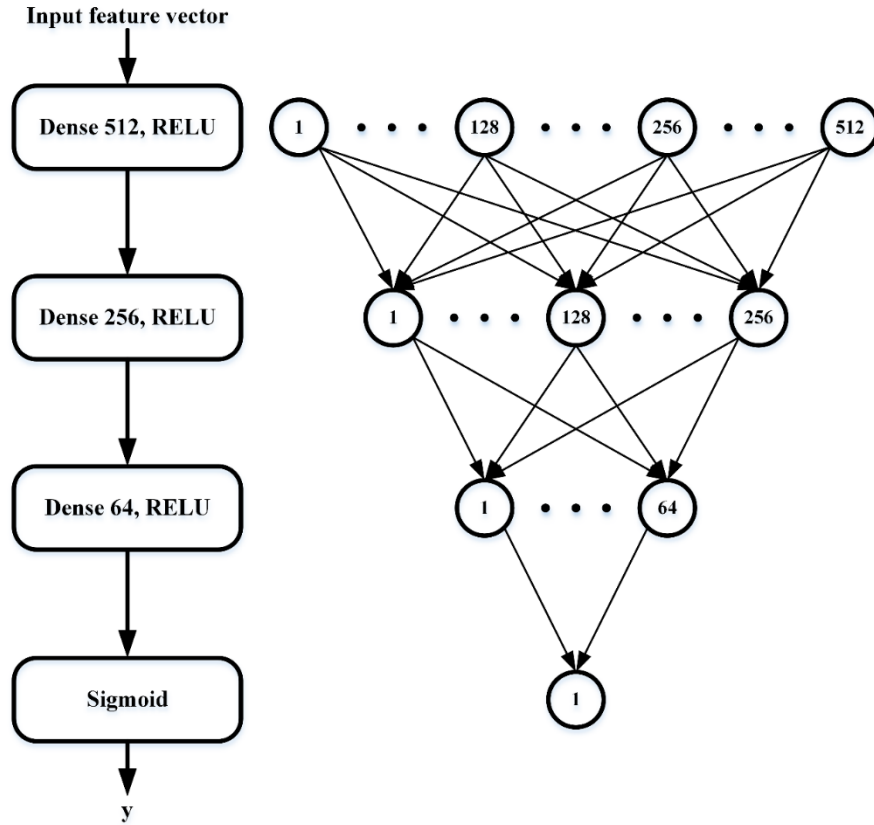 Input feature vector
Dense 512, RELU
1 • • • 128 • • • 256 • • • 512
Dense 256, RELU
1 • • • 128 • • • 256
Dense 64, RELU
1 • • • 64
Sigmoid
1
y